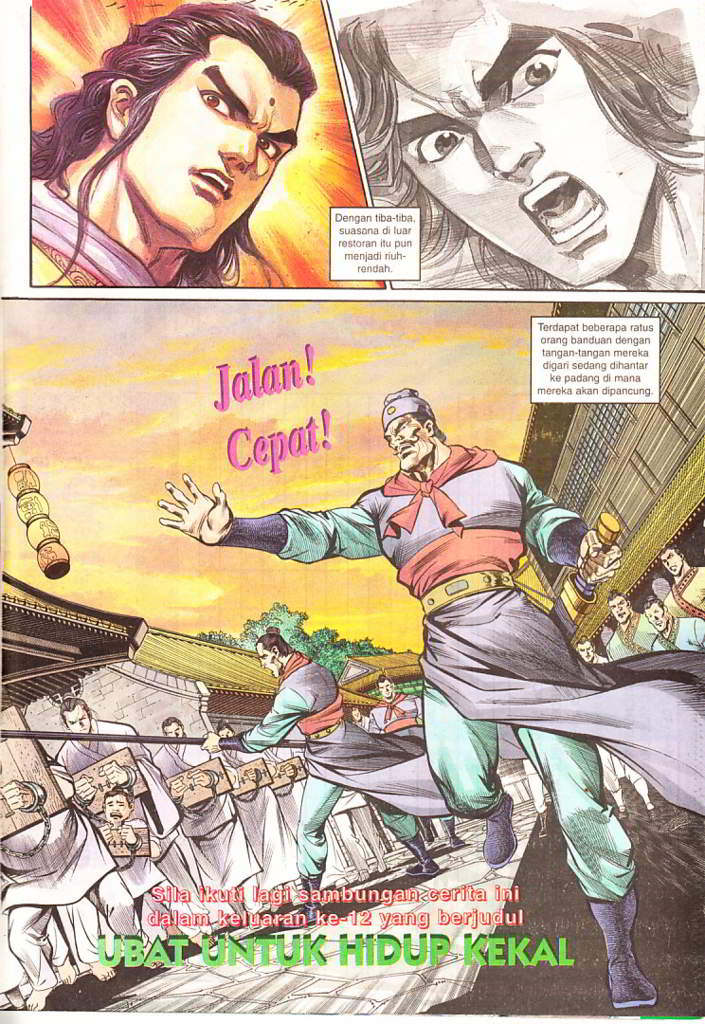 Dengan tiba-tiba,
suasana di luar
restoran itu pun
menjadi riuh-
rendah.
Terdapat beberapa ratus
orang banduan dengan
tangan-tangan mereka
digari sedang dihantar
ke padang di mana
mereka akan dipancung.
Jalan!
Cepat!
Sila ikuti lagi sambungan cerita ini
dalam keluaran ke-12 yang berjudul
UBAT UNTUK HIDUP KEKAL